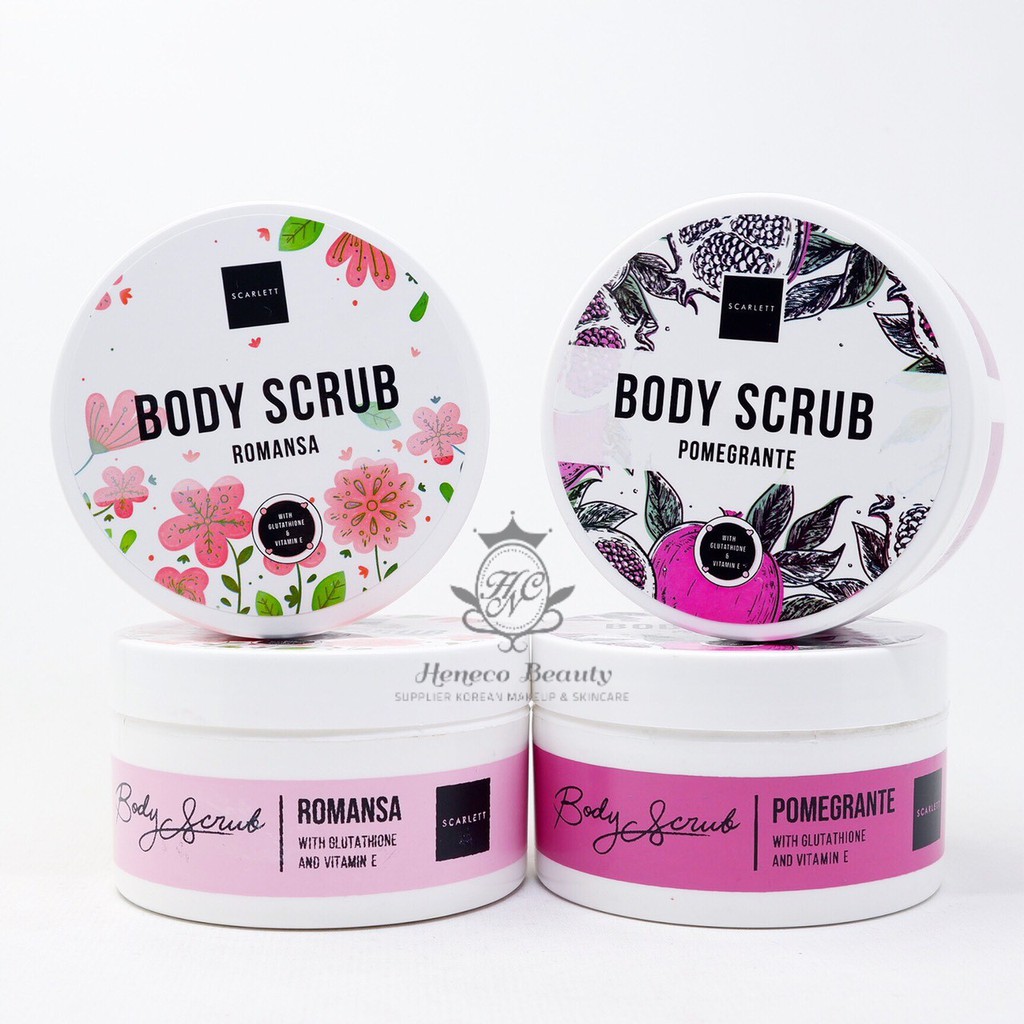 SCARLETT
BODY SCRUB
ROMANSA
WITH
GLUTATHIONE
&
VITAMIN E
SCARLETT
BODY SCRUB
POMEGRANTE
WITH
GLUTATHIONE
&
VITAMIN E
HNC
Heneco Beauty
SUPPLIER KOREAN MAKEUP & SKINCARE
Body Scrub
ROMANSA
WITH GLUTATHIONE
AND VITAMIN E
SCARLETT
Body Scrub
POMEGRANTE
WITH GLUTATHIONE
AND VITAMIN E
SCARLETT